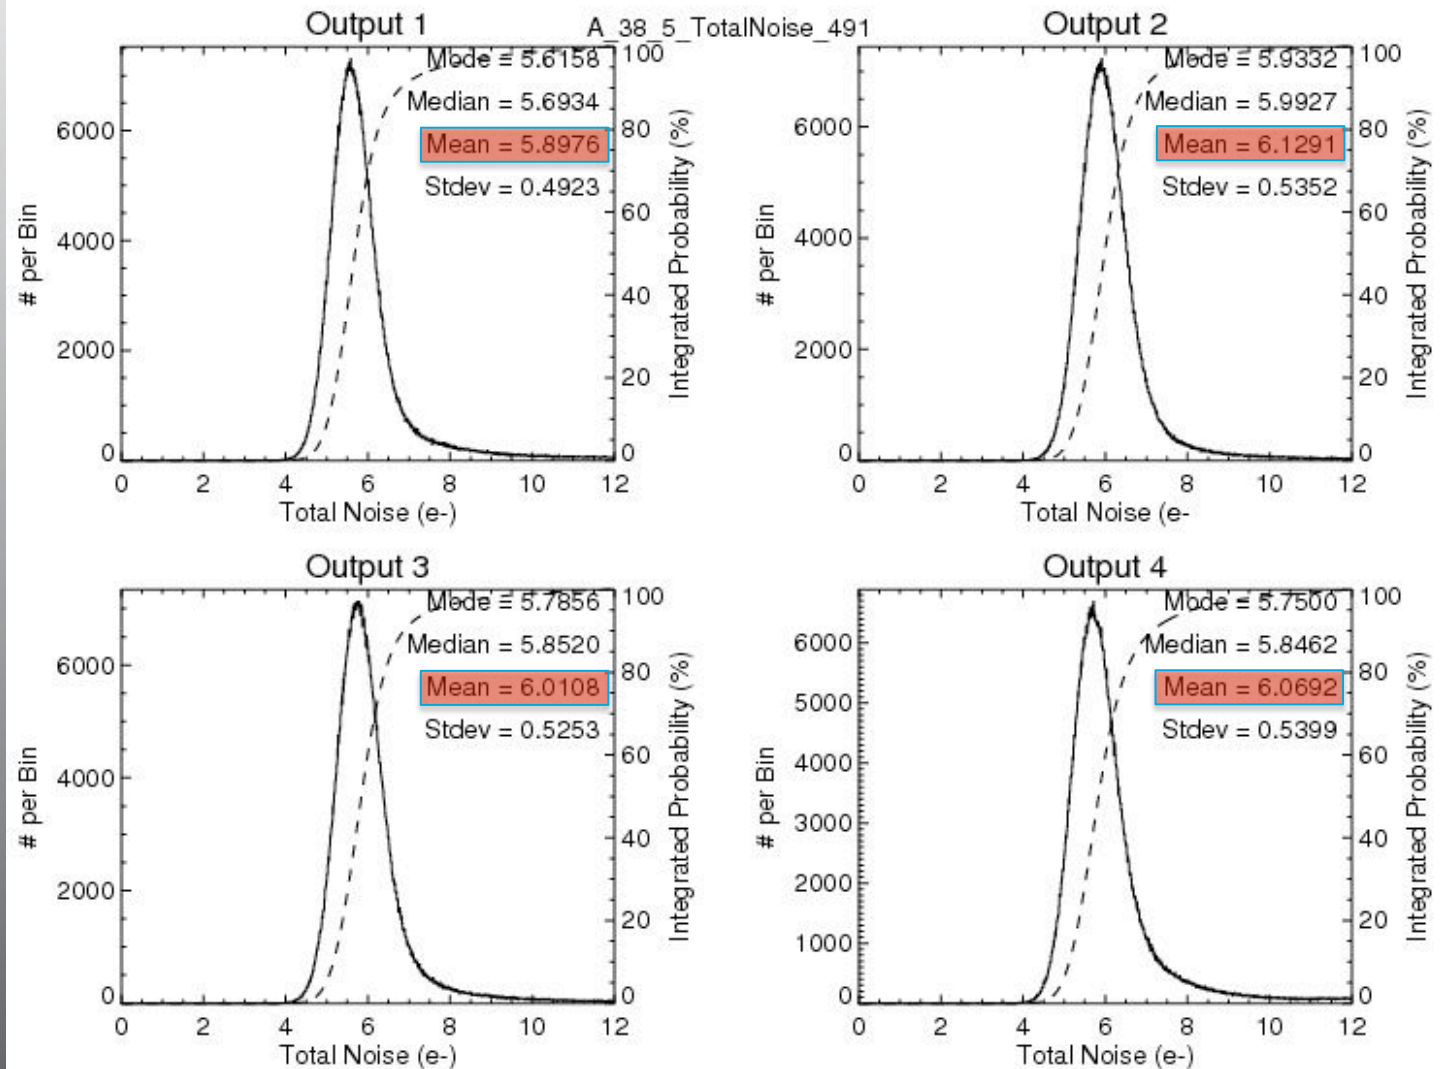 A_38_5_TotalNoise_491
Output 1
Mode = 5.6158
Median = 5.6934
Mean = 5.8976
Stdev = 0.4923
# per Bin
6000
4000
2000
0
100
80
60
40
20
0
Integrated Probability (%)
0 2 4 6 8 10 12
Total Noise (e-)
Output 2
Mode = 5.9332
Median = 5.9927
Mean = 6.1291
Stdev = 0.5352
# per Bin
6000
4000
2000
0
100
80
60
40
20
0
Integrated Probability (%)
0 2 4 6 8 10 12
Total Noise (e-
Output 3
Mode = 5.7856
Median = 5.8520
Mean = 6.0108
Stdev = 0.5253
# per Bin
6000
4000
2000
0
100
80
60
40
20
0
Integrated Probability (%)
0 2 4 6 8 10 12
Total Noise (e-)
Output 4
Mode = 5.7500
Median = 5.8462
Mean = 6.0692
Stdev = 0.5399
# per Bin
6000
5000
4000
3000
2000
1000
0
100
80
60
40
20
0
Integrated Probability (%)
0 2 4 6 8 10 12
Total Noise (e-)